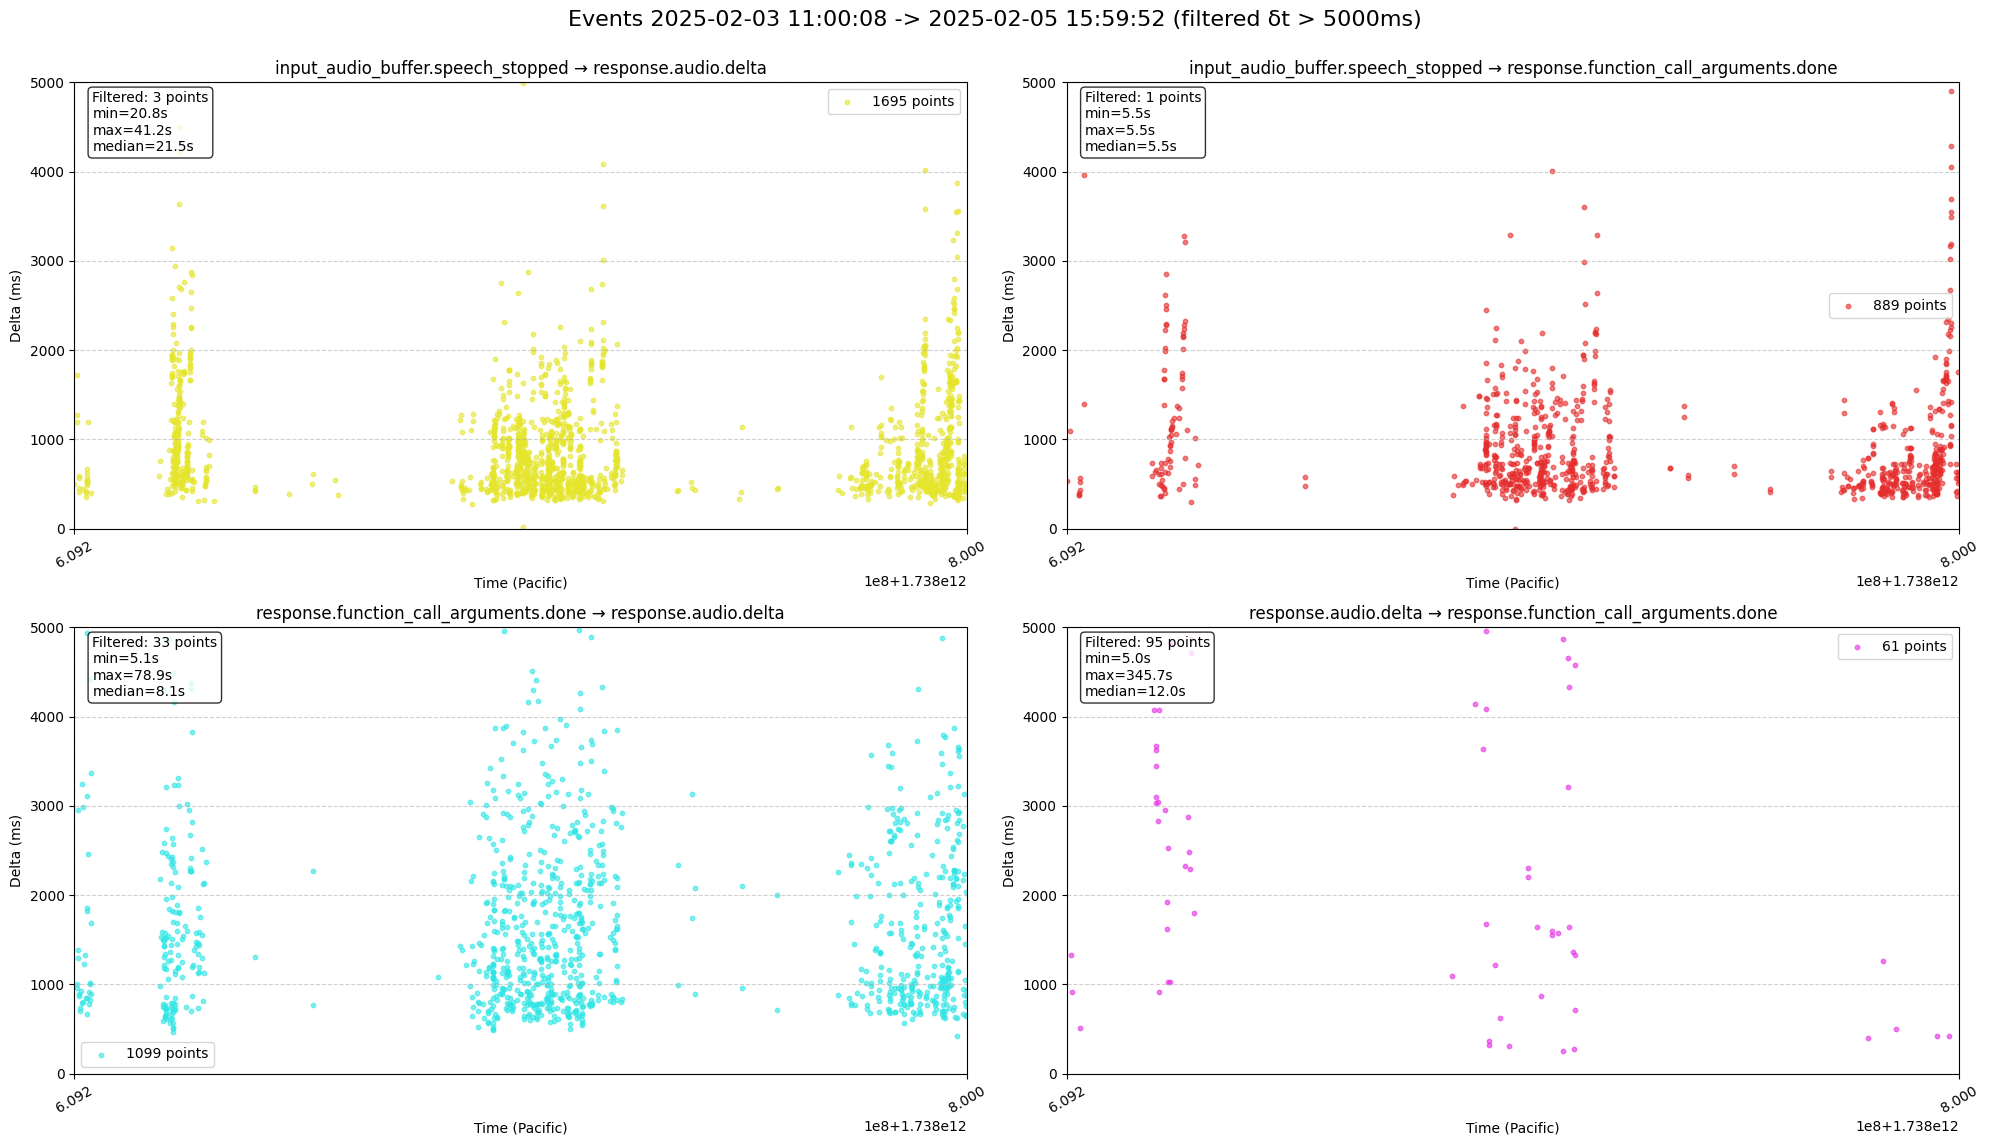 Events 2025-02-03 11:00:08 -> 2025-02-05 15:59:52 (filtered δt > 5000ms)
input_audio_buffer.speech_stopped → response.audio.delta
Filtered: 3 points
min=20.8s
max=41.2s
median=21.5s
1695 points
5000
4000
3000
2000
1000
0
Delta (ms)
6.092
8.000
Time (Pacific)
1e8+1.738e12
input_audio_buffer.speech_stopped → response.function_call_arguments.done
Filtered: 1 points
min=5.5s
max=5.5s
median=5.5s
889 points
5000
4000
3000
2000
1000
0
Delta (ms)
6.092
8.000
Time (Pacific)
1e8+1.738e12
response.function_call_arguments.done → response.audio.delta
Filtered: 33 points
min=5.1s
max=78.9s
median=8.1s
1099 points
5000
4000
3000
2000
1000
0
Delta (ms)
6.092
8.000
Time (Pacific)
1e8+1.738e12
response.audio.delta → response.function_call_arguments.done
Filtered: 95 points
min=5.0s
max=345.7s
median=12.0s
61 points
5000
4000
3000
2000
1000
0
Delta (ms)
6.092
8.000
Time (Pacific)
1e8+1.738e12